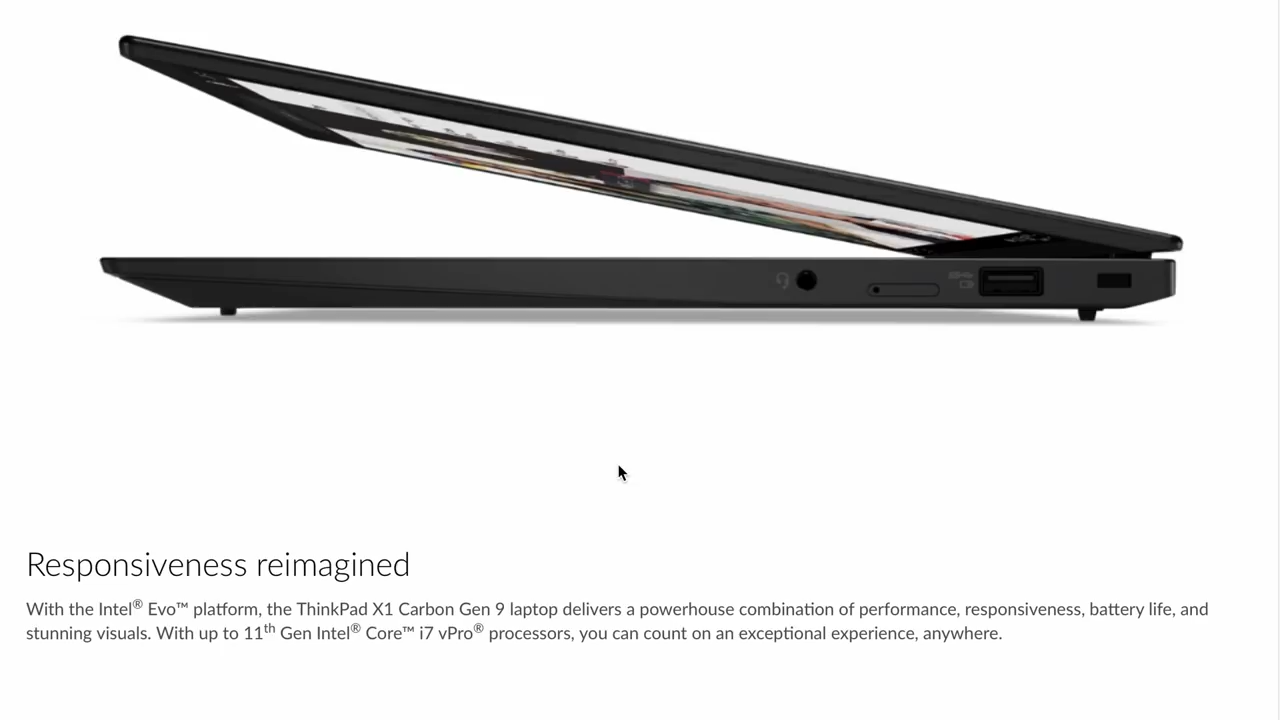 Responsiveness reimagined
With the Intel® Evo™ platform, the ThinkPad X1 Carbon Gen 9 laptop delivers a powerhouse combination of performance, responsiveness, battery life, and
stunning visuals. With up to 11th Gen Intel® Core™ i7 vPro® processors, you can count on an exceptional experience, anywhere.